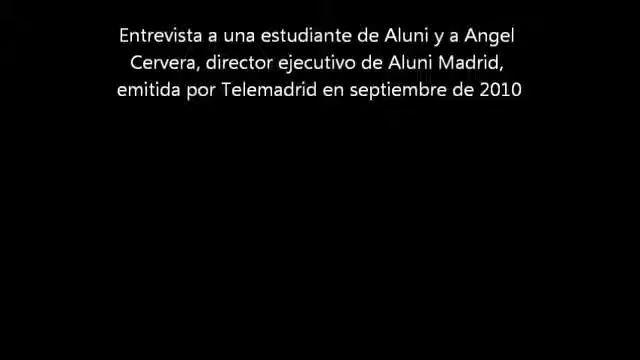 Entrevista a una estudiante de Aluni y a Angel
Cervera, director ejecutivo de Aluni Madrid,
emitida por Telemadrid en septiembre de 2010